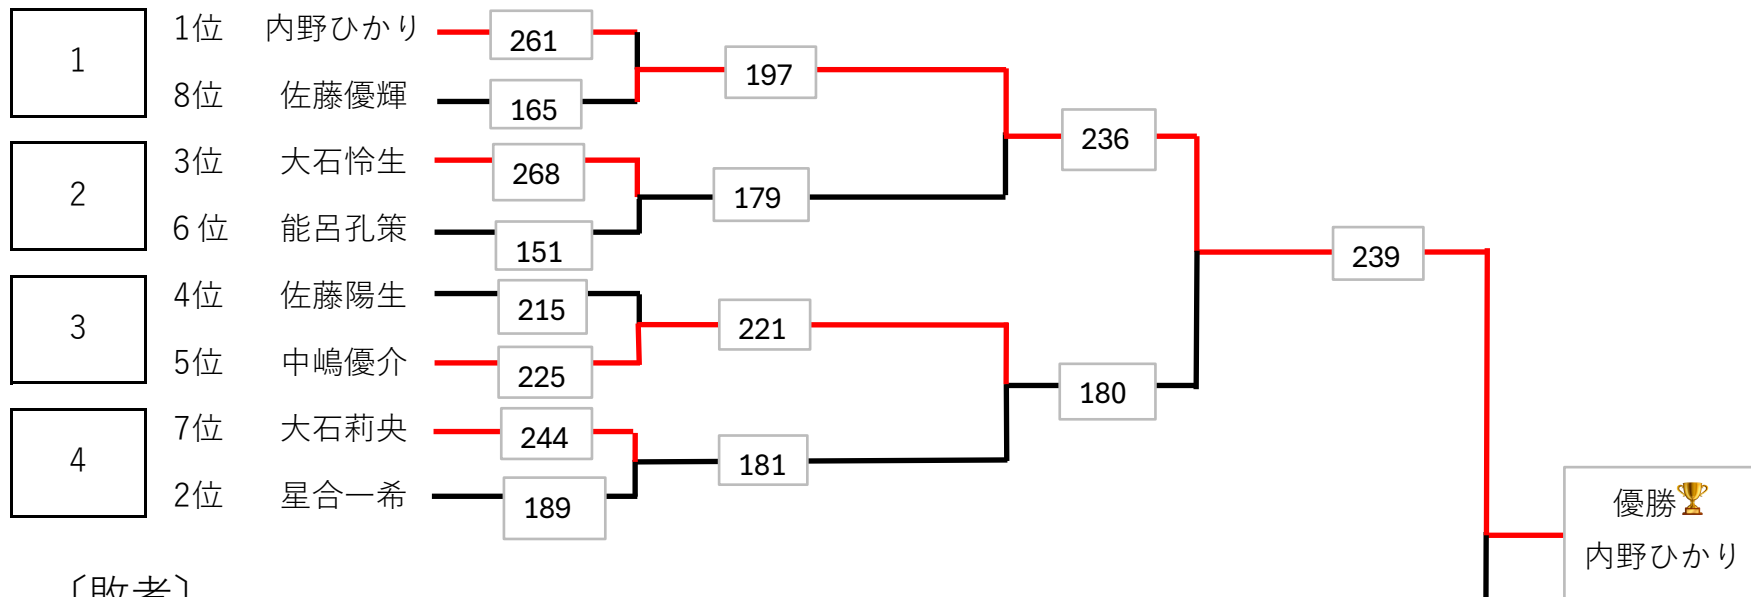 1
1位 内野ひかり 261
8位 佐藤優輝 165
197
2
3位 大石怜生 268
６位 能呂孔策 151
179
236
3
4位 佐藤陽生 215
5位 中嶋優介 225
221
4
7位 大石莉央 244
2位 星合一希 189
181
180
239
優勝🏆
内野ひかり
〔敗者〕